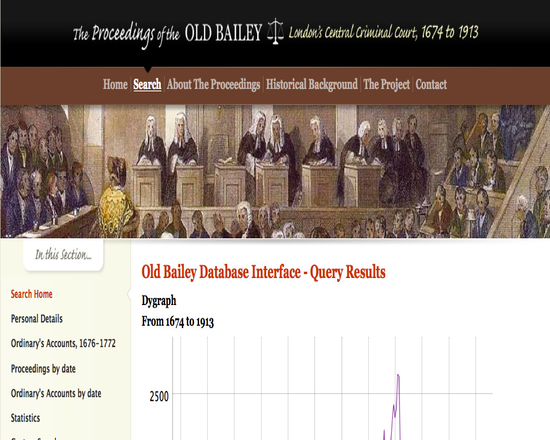 The Proceedings of the OLD BAILEY London's Central Criminal Court, 1674 to 1913
Home Search About The Proceedings Historical Background The Project Contact
In this Section...
Search Home
Personal Details
Ordinary's Accounts, 1676-1772
Proceedings by date
Ordinary's Accounts by date
Statistics
Old Bailey Database Interface - Query Results
Dygraph
From 1674 to 1913
2500